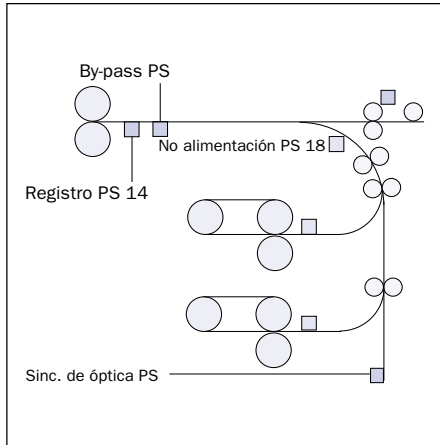 By-pass PS
No alimentación PS 18
Registro PS 14
Sinc. de óptica PS